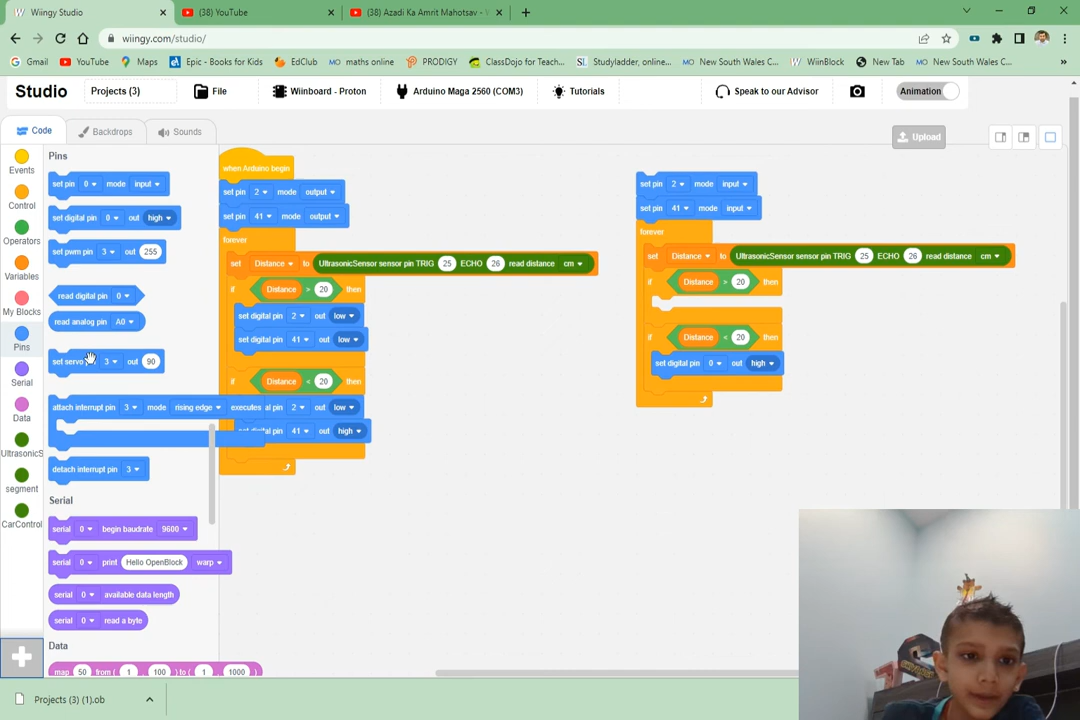 Wiingy Studio
(38) YouTube
(38) Azadi Ka Amrit Mahotsav -
wiingy.com/studio/
Gmail YouTube Maps Epic - Books for Kids EdClub maths online PRODIGY ClassDojo for Teach... Studyladder, online... New South Wales C... WiinBlock New Tab New South Wales C...
Studio Projects (3) File Wiinboard - Proton Arduino Maga 2560 (COM3) Tutorials Speak to our Advisor Animation
Code Backdrops Sounds Upload
Events
Control
Operators
Variables
My Blocks
Pins
Serial
Data
UltrasonicS
segment
CarControl
Pins
set pin 0 mode input
set digital pin 0 out high
set pwm pin 3 out 255
read digital pin 0
read analog pin A0
set servo 3 out 90
attach interrupt pin 3 mode rising edge executes
detach interrupt pin 3
Serial
serial 0 begin baudrate 9600
serial 0 print Hello OpenBlock warp
serial 0 available data length
serial 0 read a byte
Data
map 50 from ( 1 , 100 ) to ( 1 , 1000 )
when Arduino begin
set pin 2 mode output
set pin 41 mode output
forever
set Distance to UltrasonicSensor sensor pin TRIG 25 ECHO 26 read distance cm
if Distance > 20 then
set digital pin 2 out low
set digital pin 41 out low
if Distance < 20 then
al pin 2 out low
digital pin 41 out high
set pin 2 mode input
set pin 41 mode input
forever
set Distance to UltrasonicSensor sensor pin TRIG 25 ECHO 26 read distance cm
if Distance > 20 then
if Distance < 20 then
set digital pin 0 out high
Projects (3) (1).ob